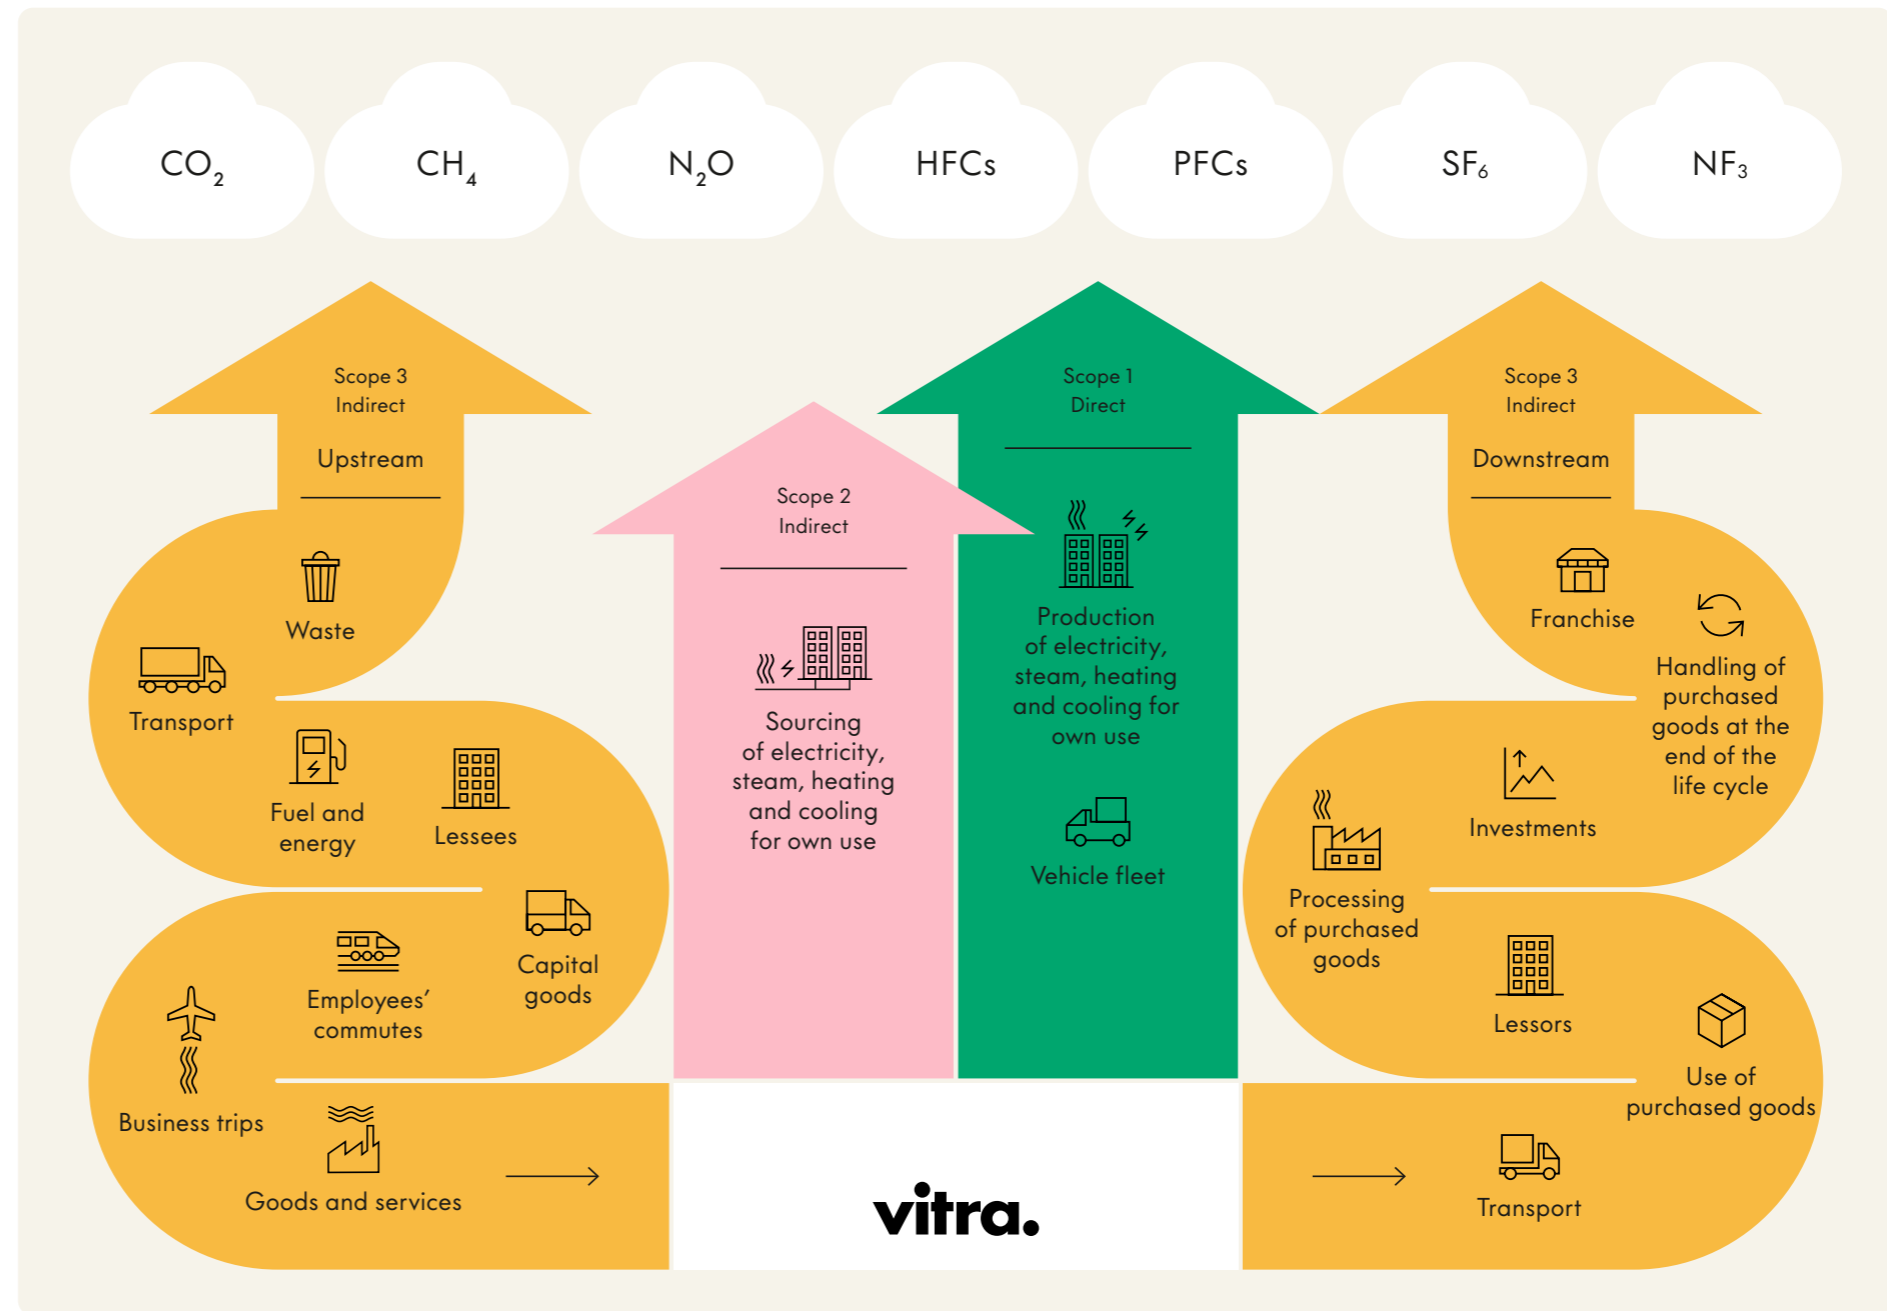 CO₂
CH₄
N₂O
HFCs
PFCs
SF₆
NF₃
Scope 3
Indirect
Upstream
Waste
Transport
Fuel and
energy
Lessees
Capital
goods
Employees’
commutes
Business trips
Goods and services
Scope 2
Indirect
Sourcing
of electricity,
steam, heating
and cooling
for own use
Scope 1
Direct
Production
of electricity,
steam, heating
and cooling for
own use
Vehicle fleet
vitra.
Scope 3
Indirect
Downstream
Franchise
Handling of
purchased
goods at the
end of the
life cycle
Investments
Processing
of purchased
goods
Lessors
Use of
purchased goods
Transport